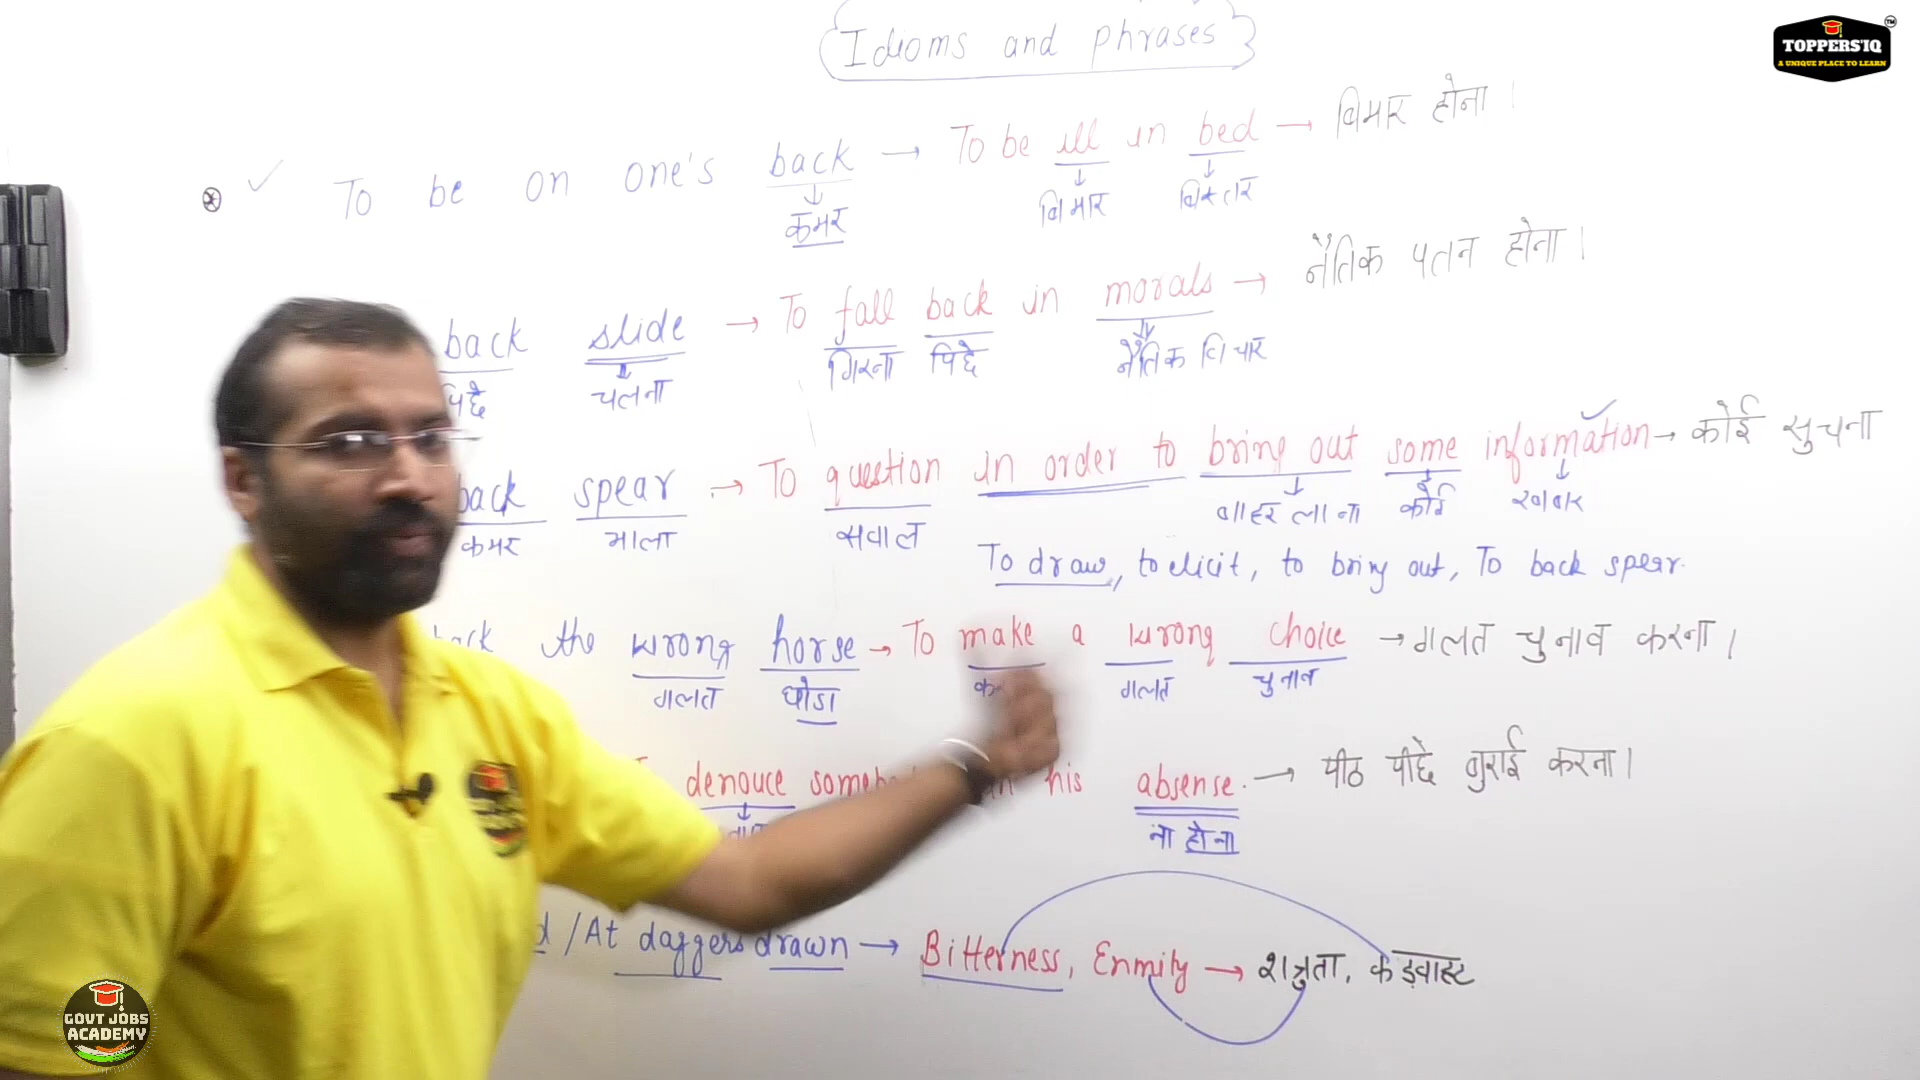 Idioms and phrases
TOPPERS'IQ
A UNIQUE PLACE TO LEARN
To be on one's back → To be ill in bed → विमार होना।
कमर विमार विस्तर
back slide → To fall back in morals → नैतिक पतन होना।
पिछे चलना गिरना पिछे नैतिक विचार
back spear → To question in order to bring out some information → कोई सुचना
कमर भाला सवाल बाहर लाना कोई खबर
To draw, to elicit, to bring out, To back spear.
the wrong horse → To make a wrong choice → गलत चुनाव करना।
गलत घोडा गलत चुनाव
denouce his absense. → पीठ पीछे बुराई करना।
ना होना
/ At daggers drawn → Bitterness, Enmity → शत्रुता, कड़वाहट
GOVT JOBS
ACADEMY